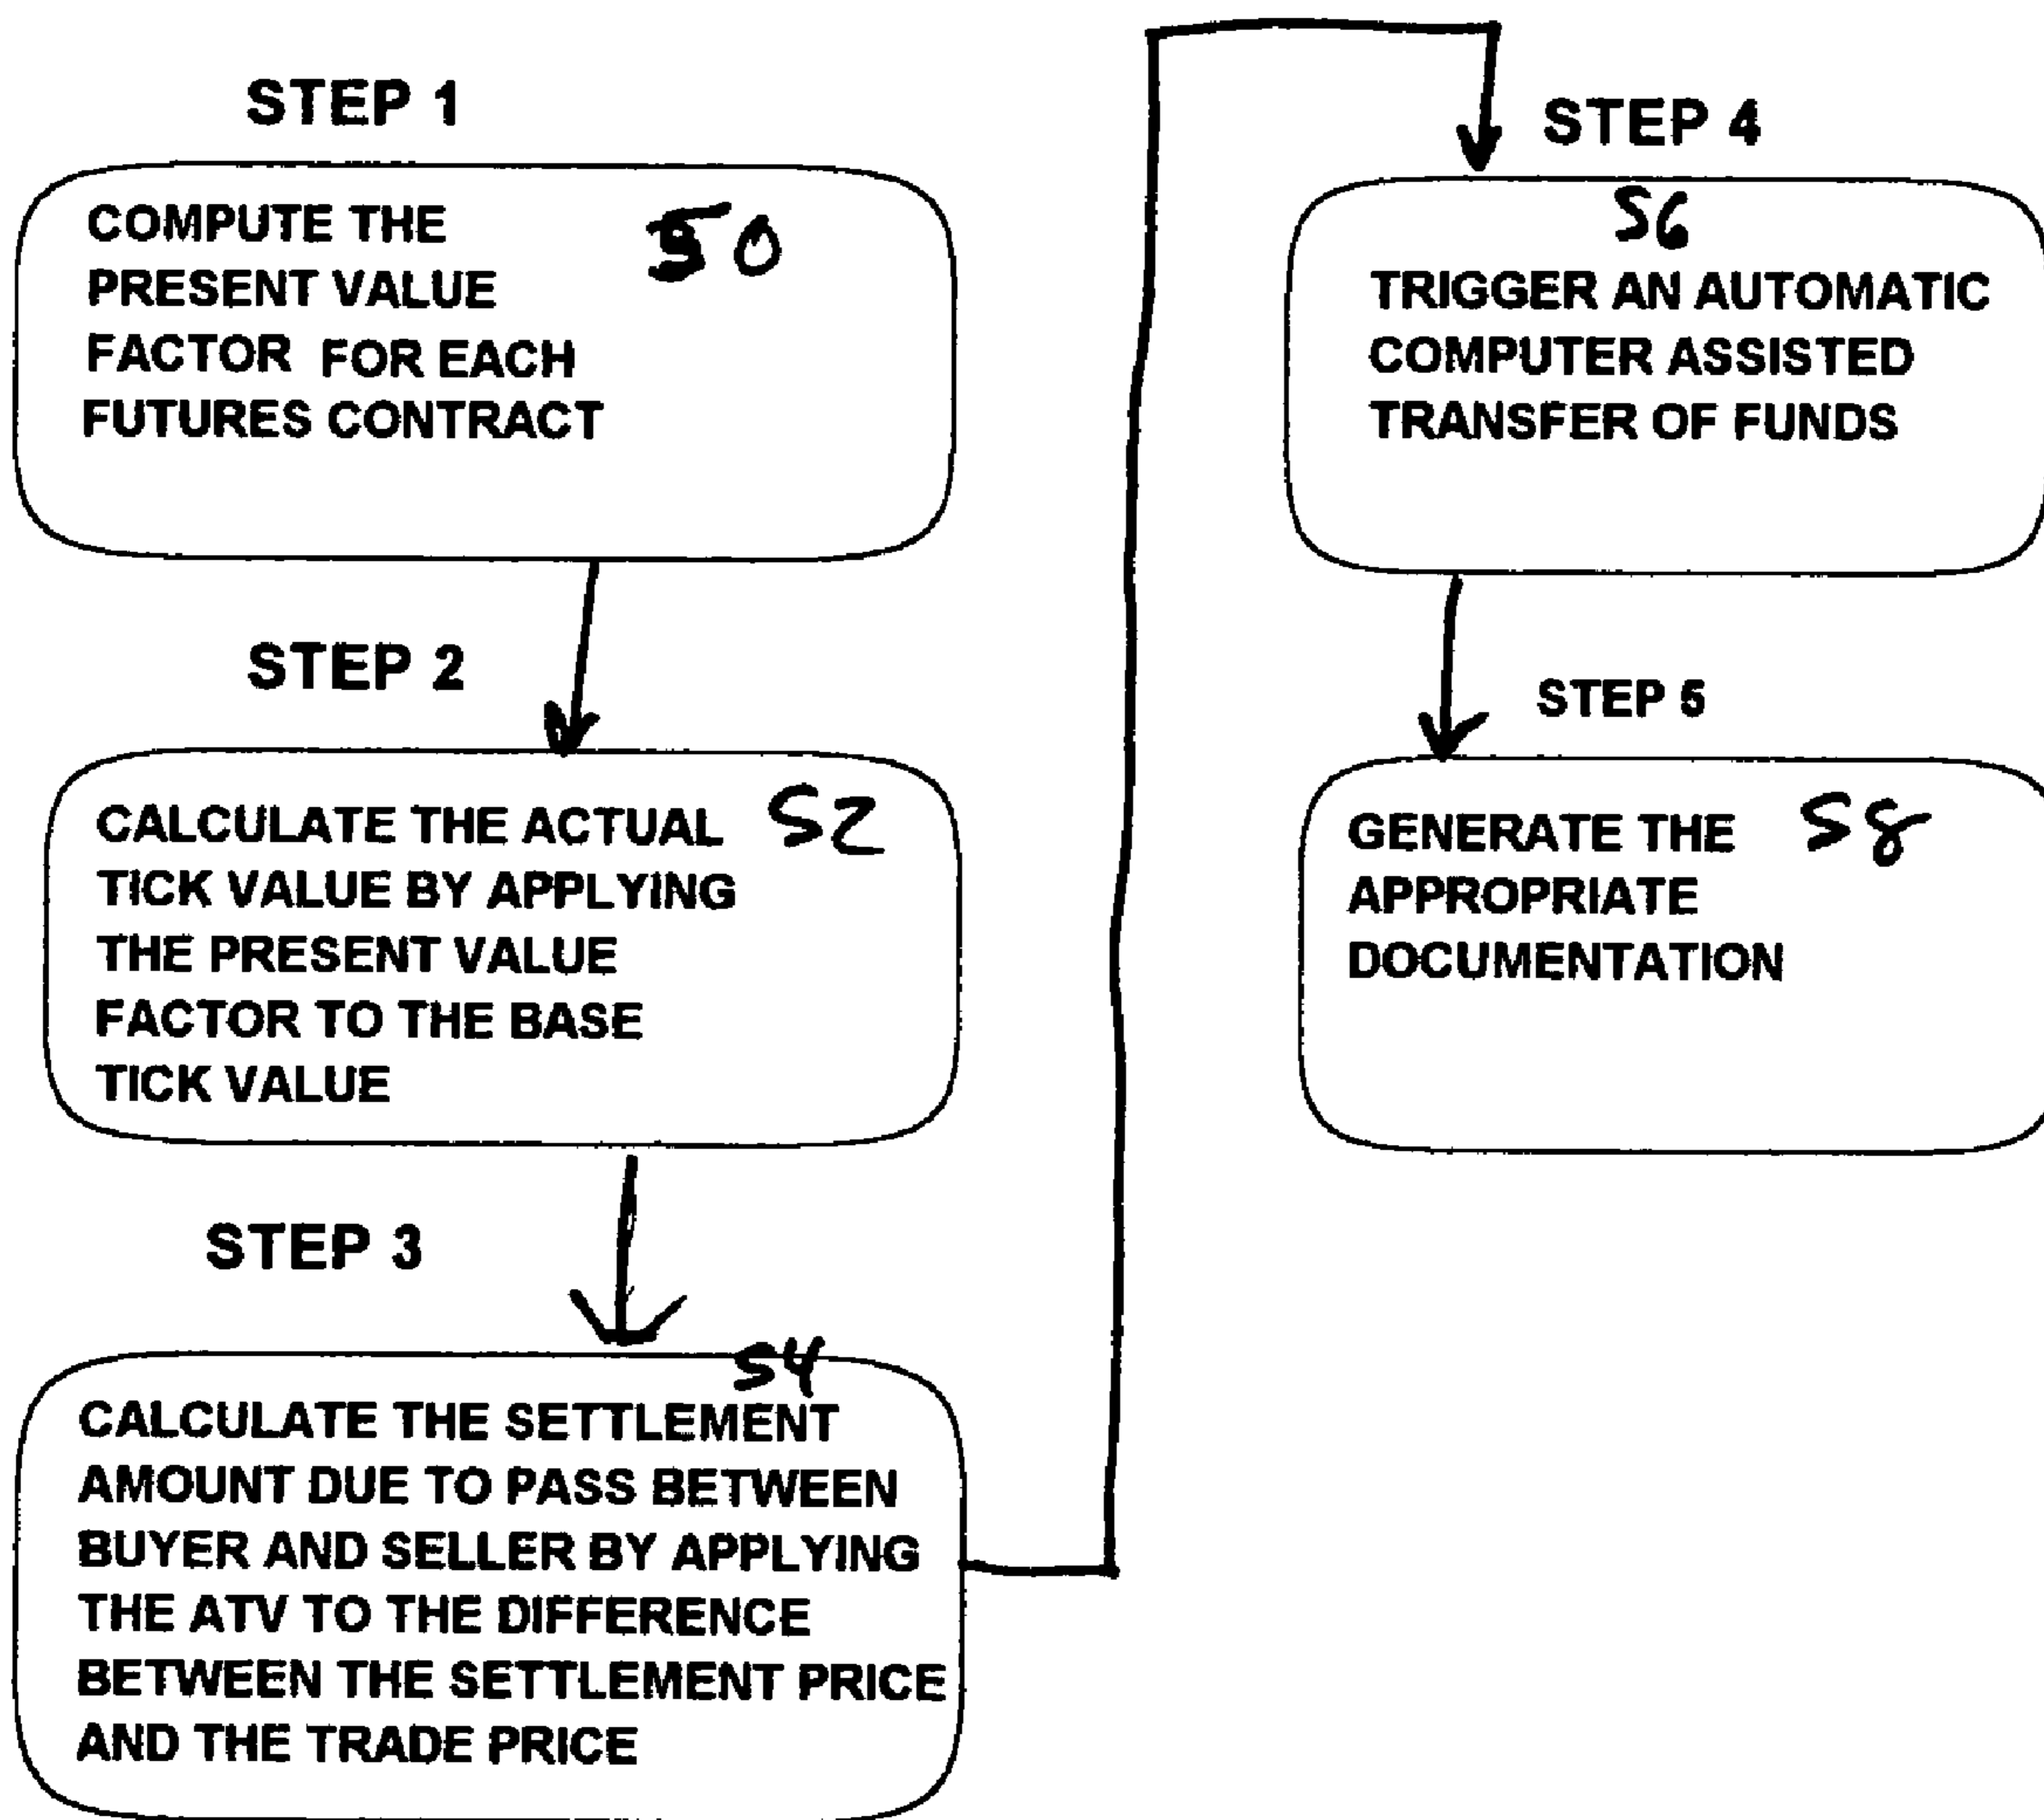 STEP 1
50
COMPUTE THE
PRESENT VALUE
FACTOR FOR EACH
FUTURES CONTRACT
STEP 2
CALCULATE THE ACTUAL 52
TICK VALUE BY APPLYING
THE PRESENT VALUE
FACTOR TO THE BASE
TICK VALUE
STEP 3
54
CALCULATE THE SETTLEMENT
AMOUNT DUE TO PASS BETWEEN
BUYER AND SELLER BY APPLYING
THE ATV TO THE DIFFERENCE
BETWEEN THE SETTLEMENT PRICE
AND THE TRADE PRICE
STEP 4
56
TRIGGER AN AUTOMATIC
COMPUTER ASSISTED
TRANSFER OF FUNDS
STEP 5
GENERATE THE 58
APPROPRIATE
DOCUMENTATION